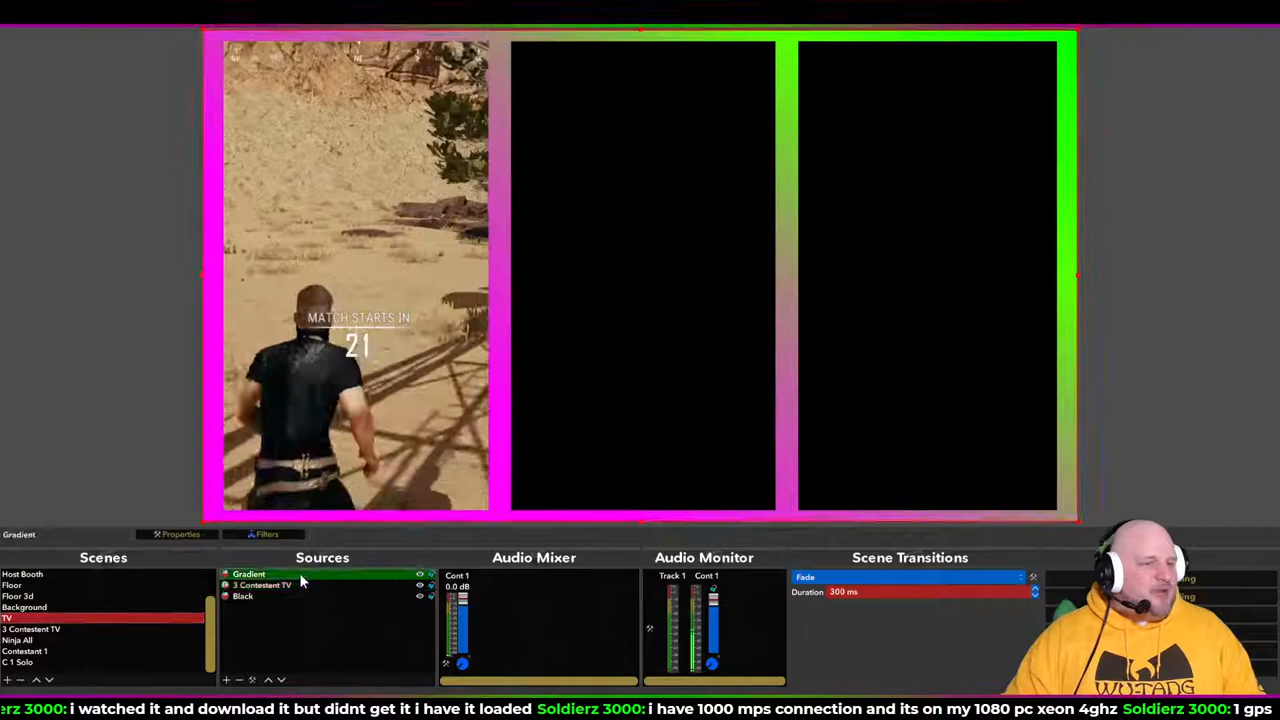 NE
MATCH STARTS IN
21
Gradient
Properties
Filters
Scenes
Sources
Audio Mixer
Audio Monitor
Scene Transitions
Host Booth
Floor
Floor 3d
Background
TV
3 Contestent TV
Ninja All
Contestant 1
C 1 Solo
Gradient
3 Contestent TV
Black
Cont 1
0.0 dB
Track 1 Cont 1
Fade
Duration 300 ms
WU-TANG
erz 3000: i watched it and download it but didnt get it i have it loaded Soldierz 3000: i have 1000 mps connection and its on my 1080 pc xeon 4ghz Soldierz 3000: 1 gps